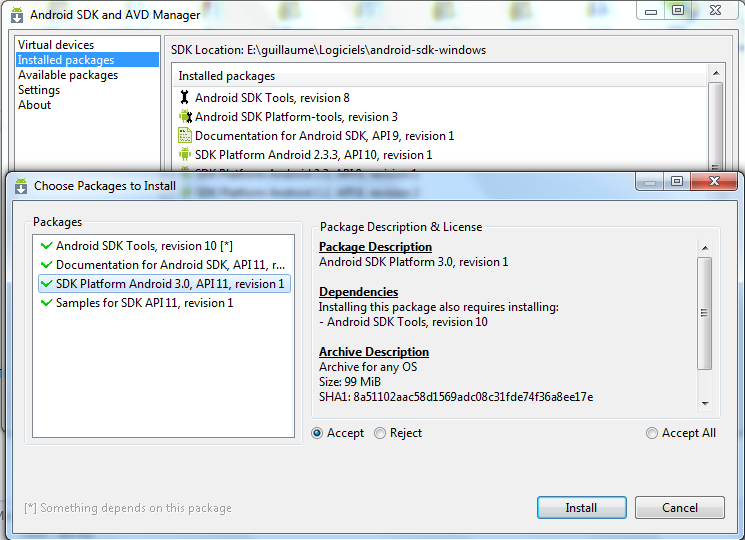 Android SDK and AVD Manager
Virtual devices
Installed packages
Available packages
Settings
About
SDK Location: E:\guillaume\Logiciels\android-sdk-windows
Installed packages
Android SDK Tools, revision 8
Android SDK Platform-tools, revision 3
Documentation for Android SDK, API 9, revision 1
SDK Platform Android 2.3.3, API 10, revision 1
Choose Packages to Install
Packages
Android SDK Tools, revision 10 [*]
Documentation for Android SDK, API 11, r...
SDK Platform Android 3.0, API 11, revision 1
Samples for SDK API 11, revision 1
Package Description & License
Package Description
Android SDK Platform 3.0, revision 1
Dependencies
Installing this package also requires installing:
- Android SDK Tools, revision 10
Archive Description
Archive for any OS
Size: 99 MiB
SHA1: 8a51102aac58d1569adc08c31fde74f36a8ee17e
Accept
Reject
Accept All
[*] Something depends on this package
Install
Cancel